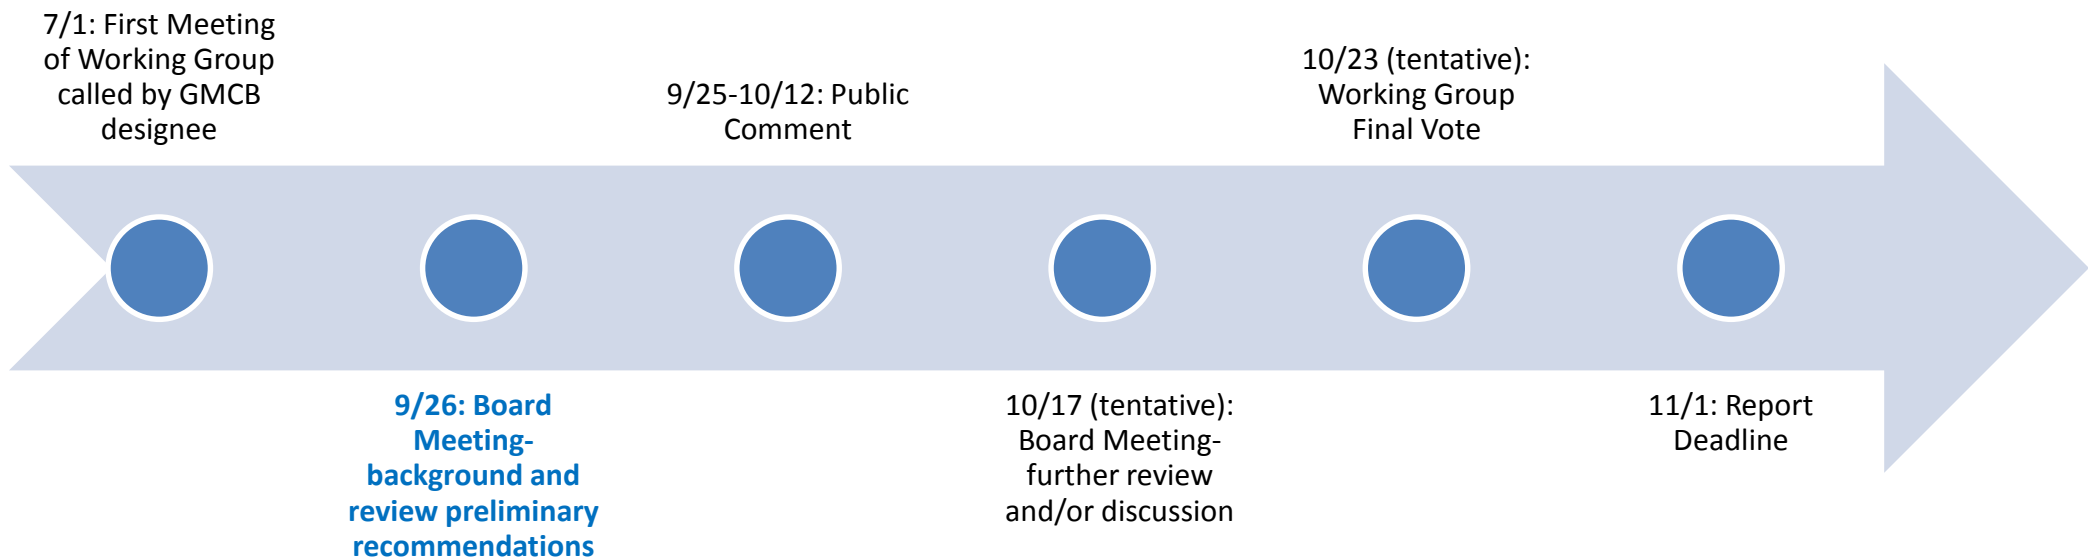 7/1: First Meeting
of Working Group
called by GMCB
designee
9/26: Board
Meeting-
background and
review preliminary
recommendations
9/25-10/12: Public
Comment
10/17 (tentative):
Board Meeting-
further review
and/or discussion
10/23 (tentative):
Working Group
Final Vote
11/1: Report
Deadline